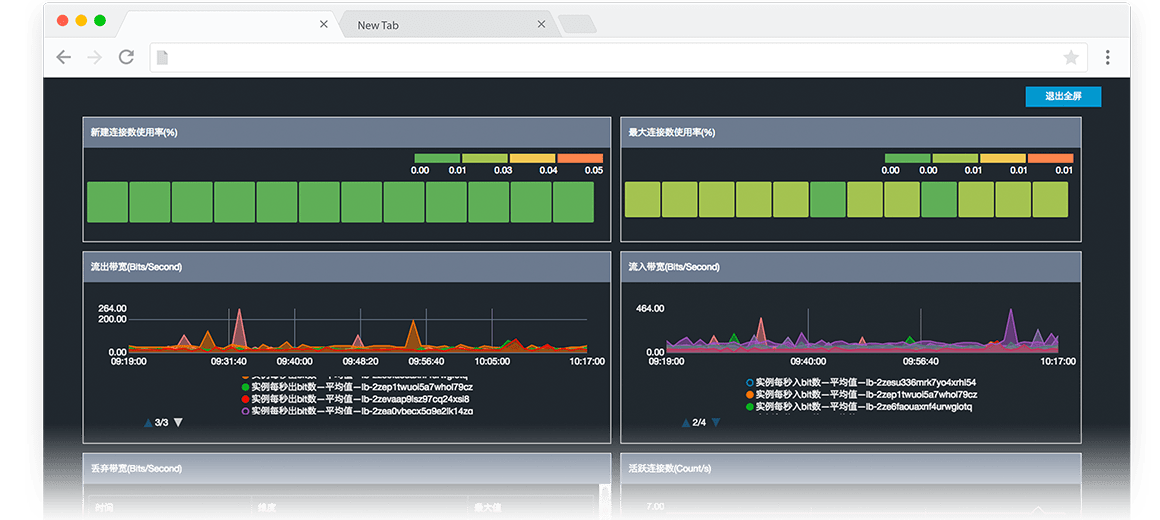 New Tab
退出全屏
新建连接数使用率(%)
0.00 0.01 0.03 0.04 0.05
最大连接数使用率(%)
0.00 0.00 0.01 0.01 0.01
流出带宽(Bits/Second)
264.00
200.00
0.00
09:19:00 09:31:40 09:40:00 09:48:20 09:56:40 10:05:00 10:17:00
实例每秒出bit数—平均值—lb-2zep1twuoi5a7whol79cz
实例每秒出bit数—平均值—lb-2zevaap9lsz97cq24xsl8
实例每秒出bit数—平均值—lb-2zea0vbecx5q9e2lk14zq
3/3
流入带宽(Bits/Second)
464.00
0.00
09:19:00 09:40:00 09:56:40 10:17:00
实例每秒入bit数—平均值—lb-2zesu336mrk7yo4xrhl54
实例每秒入bit数—平均值—lb-2zep1twuoi5a7whol79cz
实例每秒入bit数—平均值—lb-2ze6faouaxnf4urwglotq
2/4
丢弃带宽(Bits/Second)
时间 维度 最大值
活跃连接数(Count/s)
7.00